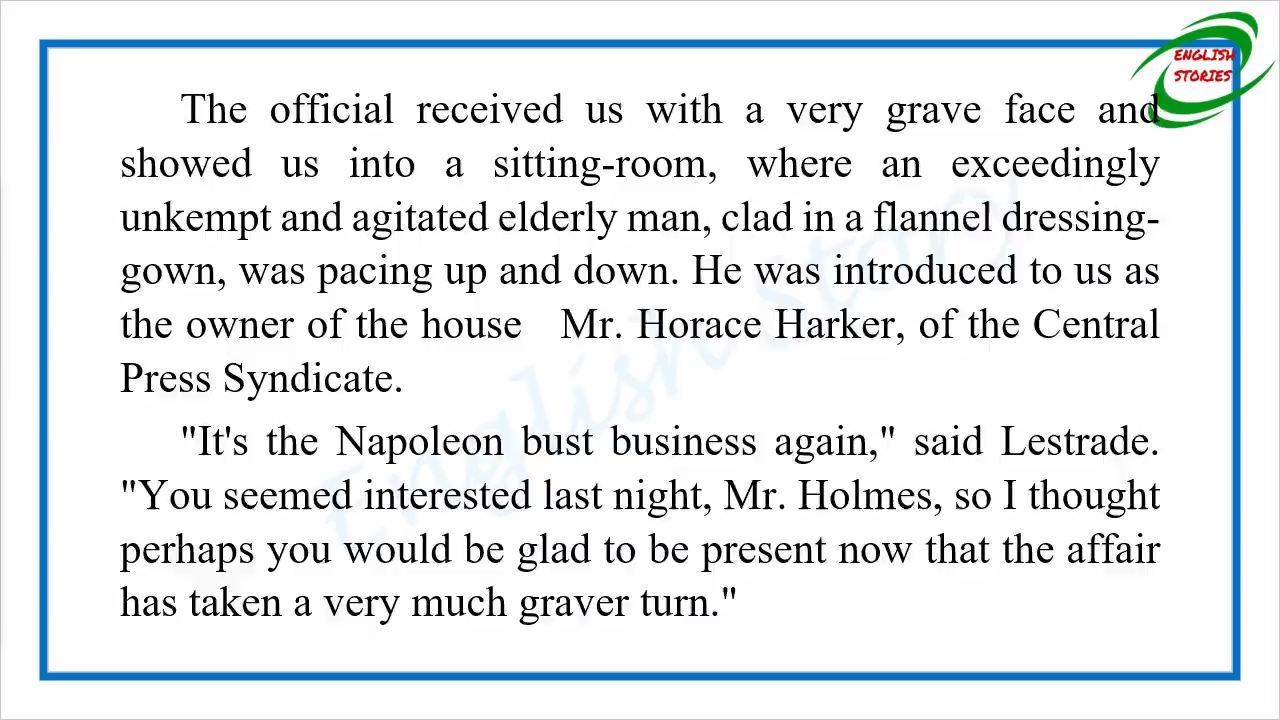 ENGLISH
STORIES
The official received us with a very grave face and
showed us into a sitting-room, where an exceedingly
unkempt and agitated elderly man, clad in a flannel dressing-
gown, was pacing up and down. He was introduced to us as
the owner of the house   Mr. Horace Harker, of the Central
Press Syndicate.
"It's the Napoleon bust business again," said Lestrade.
"You seemed interested last night, Mr. Holmes, so I thought
perhaps you would be glad to be present now that the affair
has taken a very much graver turn."
English Story